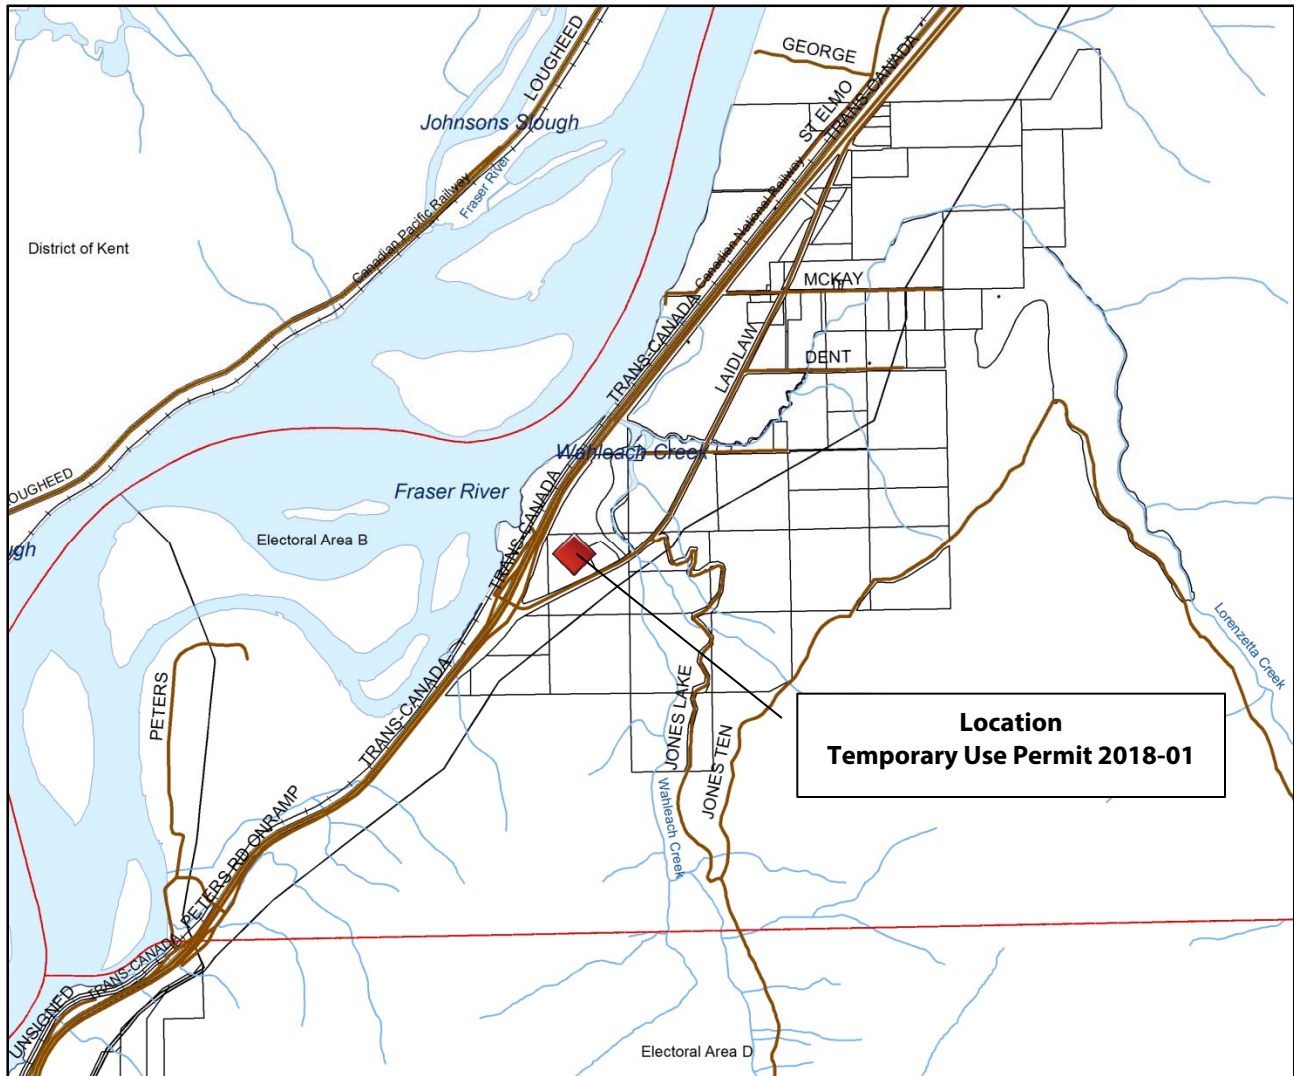 GEORGE
LOUGHEED
TRANS-CANADA
ST ELMO
Johnsons Slough
Canadian Pacific Railway
Fraser River
Canadian National Railway
District of Kent
MCKAY
TRANS-CANADA
LAIDLAW
DENT
Wahleach Creek
LOUGHEED
Fraser River
TRANS-CANADA
Electoral Area B
ugh
Lorenzetta Creek
PETERS
TRANS-CANADA
JONES LAKE
JONES TEN
Location
Temporary Use Permit 2018-01
Wahleach Creek
PETERS RD ONRAMP
TRANS-CANADA
UNSIGNED
Electoral Area D